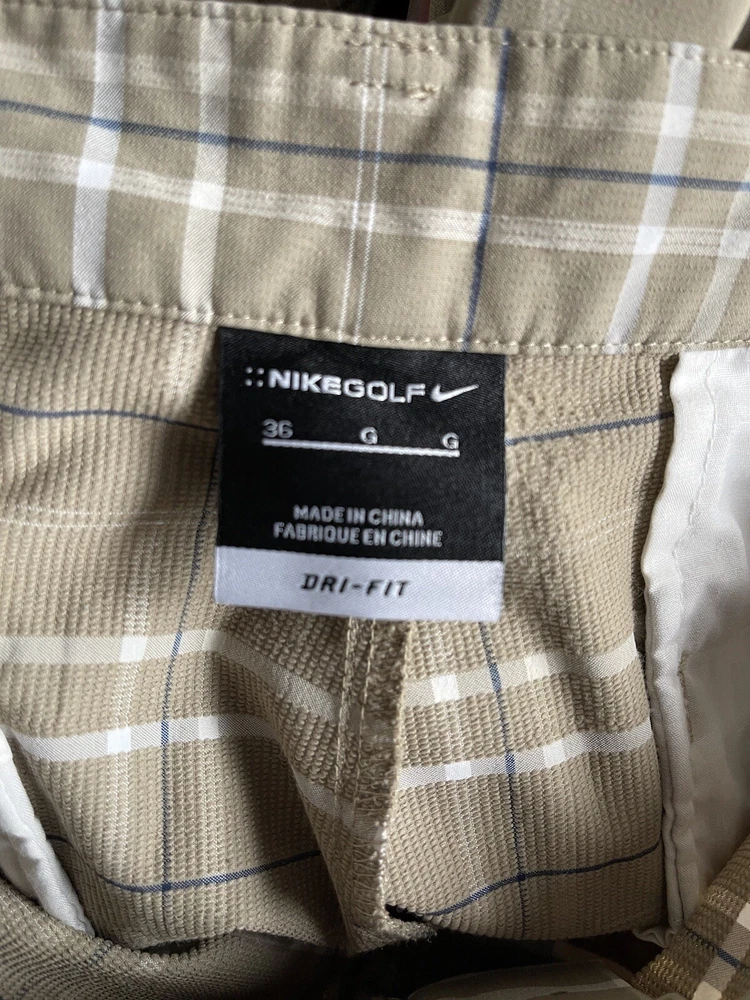 NIKEGOLF
36 G G
MADE IN CHINA
FABRIQUE EN CHINE
DRI-FIT